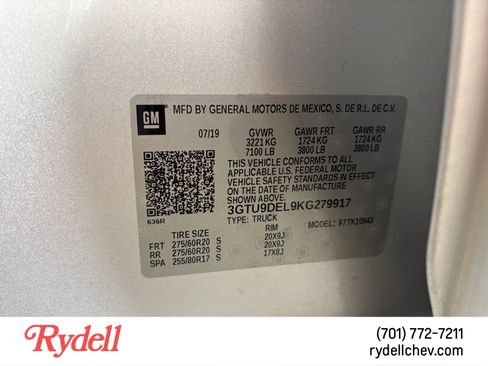 GM
MFD BY GENERAL MOTORS DE MEXICO, S. DE R.L. DE C.V.
07/19 GVWR GAWR FRT GAWR RR
3221 KG 1724 KG 1724 KG
7100 LB 3800 LB 3800 LB
THIS VEHICLE CONFORMS TO ALL
APPLICABLE U.S. FEDERAL MOTOR
VEHICLE SAFETY STANDARDS IN EFFECT
ON THE DATE OF MANUFACTURE
SHOWN ABOVE.
3GTU9DEL9KG279917
TYPE: TRUCK MODEL: 97TK10543
636R
TIRE SIZE RIM
FRT 275/60R20 S 20X9J
RR 275/60R20 S 20X9J
SPA 255/80R17 S 17X8J
Rydell
(701) 772-7211
rydellchev.com